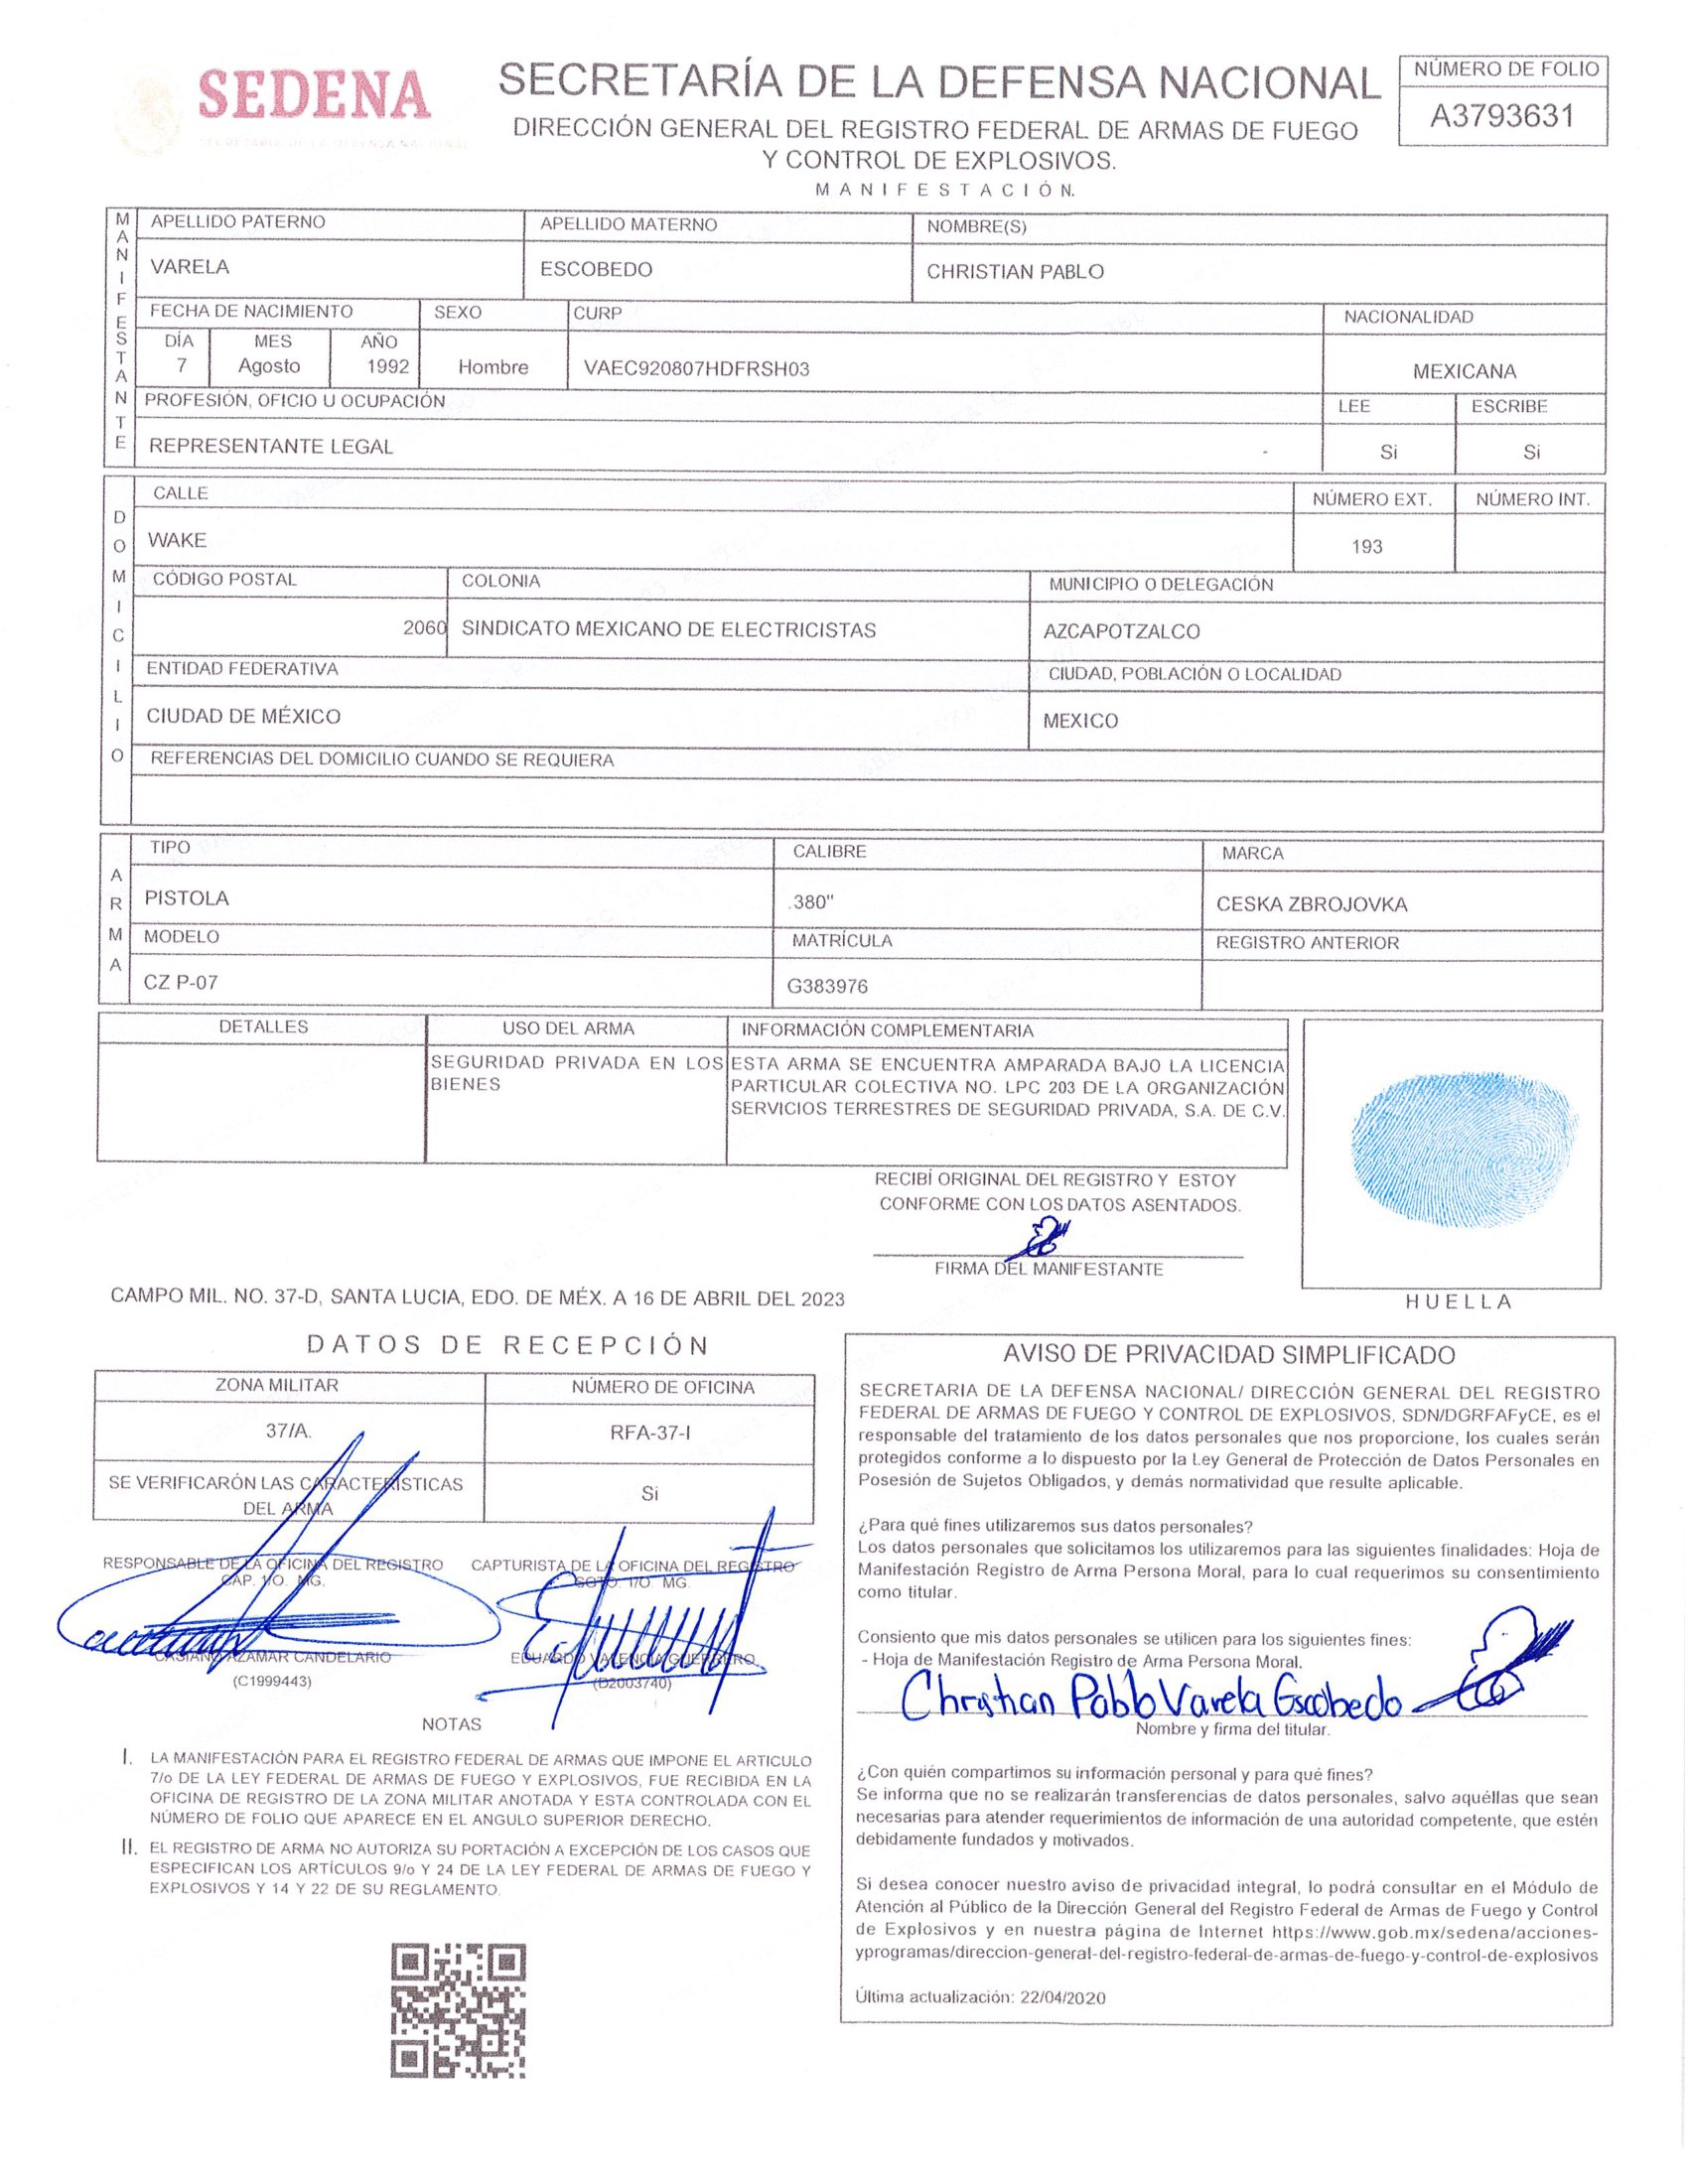 SEDENA
SECRETARÍA DE LA DEFENSA NACIONAL
SECRETARÍA DE LA DEFENSA NACIONAL
DIRECCIÓN GENERAL DEL REGISTRO FEDERAL DE ARMAS DE FUEGO
Y CONTROL DE EXPLOSIVOS.
MANIFESTACIÓN.
NÚMERO DE FOLIO
A3793631
MANIFESTANTE
APELLIDO PATERNO APELLIDO MATERNO NOMBRE(S)
VARELA ESCOBEDO CHRISTIAN PABLO
FECHA DE NACIMIENTO SEXO CURP NACIONALIDAD
DÍA MES AÑO
7 Agosto 1992 Hombre VAEC920807HDFRSH03 MEXICANA
PROFESIÓN, OFICIO U OCUPACIÓN LEE ESCRIBE
REPRESENTANTE LEGAL Si Si
DOMICILIO
CALLE NÚMERO EXT. NÚMERO INT.
WAKE 193
CÓDIGO POSTAL COLONIA MUNICIPIO O DELEGACIÓN
2060 SINDICATO MEXICANO DE ELECTRICISTAS AZCAPOTZALCO
ENTIDAD FEDERATIVA CIUDAD, POBLACIÓN O LOCALIDAD
CIUDAD DE MÉXICO MEXICO
REFERENCIAS DEL DOMICILIO CUANDO SE REQUIERA
ARMA
TIPO CALIBRE MARCA
PISTOLA .380" CESKA ZBROJOVKA
MODELO MATRÍCULA REGISTRO ANTERIOR
CZ P-07 G383976
DETALLES USO DEL ARMA INFORMACIÓN COMPLEMENTARIA
SEGURIDAD PRIVADA EN LOS
BIENES
ESTA ARMA SE ENCUENTRA AMPARADA BAJO LA LICENCIA
PARTICULAR COLECTIVA NO. LPC 203 DE LA ORGANIZACIÓN
SERVICIOS TERRESTRES DE SEGURIDAD PRIVADA, S.A. DE C.V.
RECIBÍ ORIGINAL DEL REGISTRO Y ESTOY
CONFORME CON LOS DATOS ASENTADOS.
FIRMA DEL MANIFESTANTE
HUELLA
CAMPO MIL. NO. 37-D, SANTA LUCIA, EDO. DE MÉX. A 16 DE ABRIL DEL 2023
DATOS DE RECEPCIÓN
ZONA MILITAR NÚMERO DE OFICINA
37/A. RFA-37-I
SE VERIFICARÓN LAS CARACTERISTICAS
DEL ARMA
Si
RESPONSABLE DE LA OFICINA DEL REGISTRO
CAP. 1/O. MG.
CASIANO AZAMAR CANDELARIO
(C1999443)
CAPTURISTA DE LA OFICINA DEL REGISTRO
SGTO. 1/O. MG.
EDUARDO VALENCIA GUERRERO
(D2003740)
NOTAS
I. LA MANIFESTACIÓN PARA EL REGISTRO FEDERAL DE ARMAS QUE IMPONE EL ARTICULO
7/o DE LA LEY FEDERAL DE ARMAS DE FUEGO Y EXPLOSIVOS, FUE RECIBIDA EN LA
OFICINA DE REGISTRO DE LA ZONA MILITAR ANOTADA Y ESTA CONTROLADA CON EL
NÚMERO DE FOLIO QUE APARECE EN EL ANGULO SUPERIOR DERECHO.
II. EL REGISTRO DE ARMA NO AUTORIZA SU PORTACIÓN A EXCEPCIÓN DE LOS CASOS QUE
ESPECIFICAN LOS ARTÍCULOS 9/o Y 24 DE LA LEY FEDERAL DE ARMAS DE FUEGO Y
EXPLOSIVOS Y 14 Y 22 DE SU REGLAMENTO.
AVISO DE PRIVACIDAD SIMPLIFICADO
SECRETARIA DE LA DEFENSA NACIONAL/ DIRECCIÓN GENERAL DEL REGISTRO
FEDERAL DE ARMAS DE FUEGO Y CONTROL DE EXPLOSIVOS, SDN/DGRFAFyCE, es el
responsable del tratamiento de los datos personales que nos proporcione, los cuales serán
protegidos conforme a lo dispuesto por la Ley General de Protección de Datos Personales en
Posesión de Sujetos Obligados, y demás normatividad que resulte aplicable.
¿Para qué fines utilizaremos sus datos personales?
Los datos personales que solicitamos los utilizaremos para las siguientes finalidades: Hoja de
Manifestación Registro de Arma Persona Moral, para lo cual requerimos su consentimiento
como titular.
Consiento que mis datos personales se utilicen para los siguientes fines:
- Hoja de Manifestación Registro de Arma Persona Moral.
Christian Pablo Varela Escobedo
Nombre y firma del titular.
¿Con quién compartimos su información personal y para qué fines?
Se informa que no se realizarán transferencias de datos personales, salvo aquéllas que sean
necesarias para atender requerimientos de información de una autoridad competente, que estén
debidamente fundados y motivados.
Si desea conocer nuestro aviso de privacidad integral, lo podrá consultar en el Módulo de
Atención al Público de la Dirección General del Registro Federal de Armas de Fuego y Control
de Explosivos y en nuestra página de Internet https://www.gob.mx/sedena/acciones-
yprogramas/direccion-general-del-registro-federal-de-armas-de-fuego-y-control-de-explosivos
Última actualización: 22/04/2020